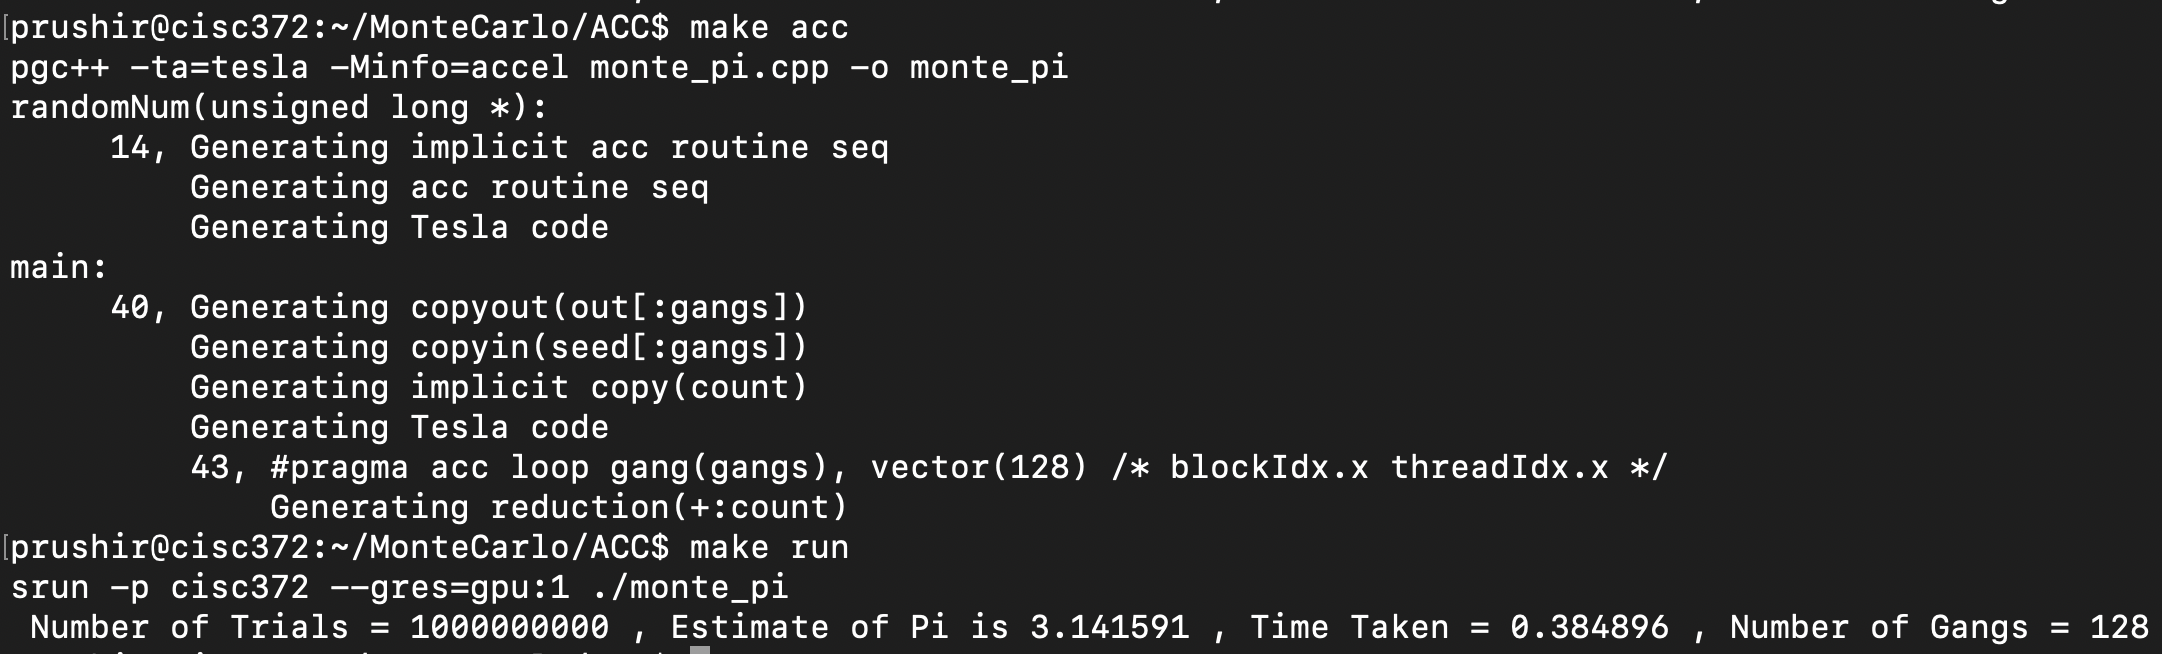 [prushir@cisc372:~/MonteCarlo/ACC$ make acc
pgc++ -ta=tesla -Minfo=accel monte_pi.cpp -o monte_pi
randomNum(unsigned long *):
     14, Generating implicit acc routine seq
         Generating acc routine seq
         Generating Tesla code
main:
     40, Generating copyout(out[:gangs])
         Generating copyin(seed[:gangs])
         Generating implicit copy(count)
         Generating Tesla code
         43, #pragma acc loop gang(gangs), vector(128) /* blockIdx.x threadIdx.x */
             Generating reduction(+:count)
[prushir@cisc372:~/MonteCarlo/ACC$ make run
srun -p cisc372 --gres=gpu:1 ./monte_pi
 Number of Trials = 1000000000 , Estimate of Pi is 3.141591 , Time Taken = 0.384896 , Number of Gangs = 128